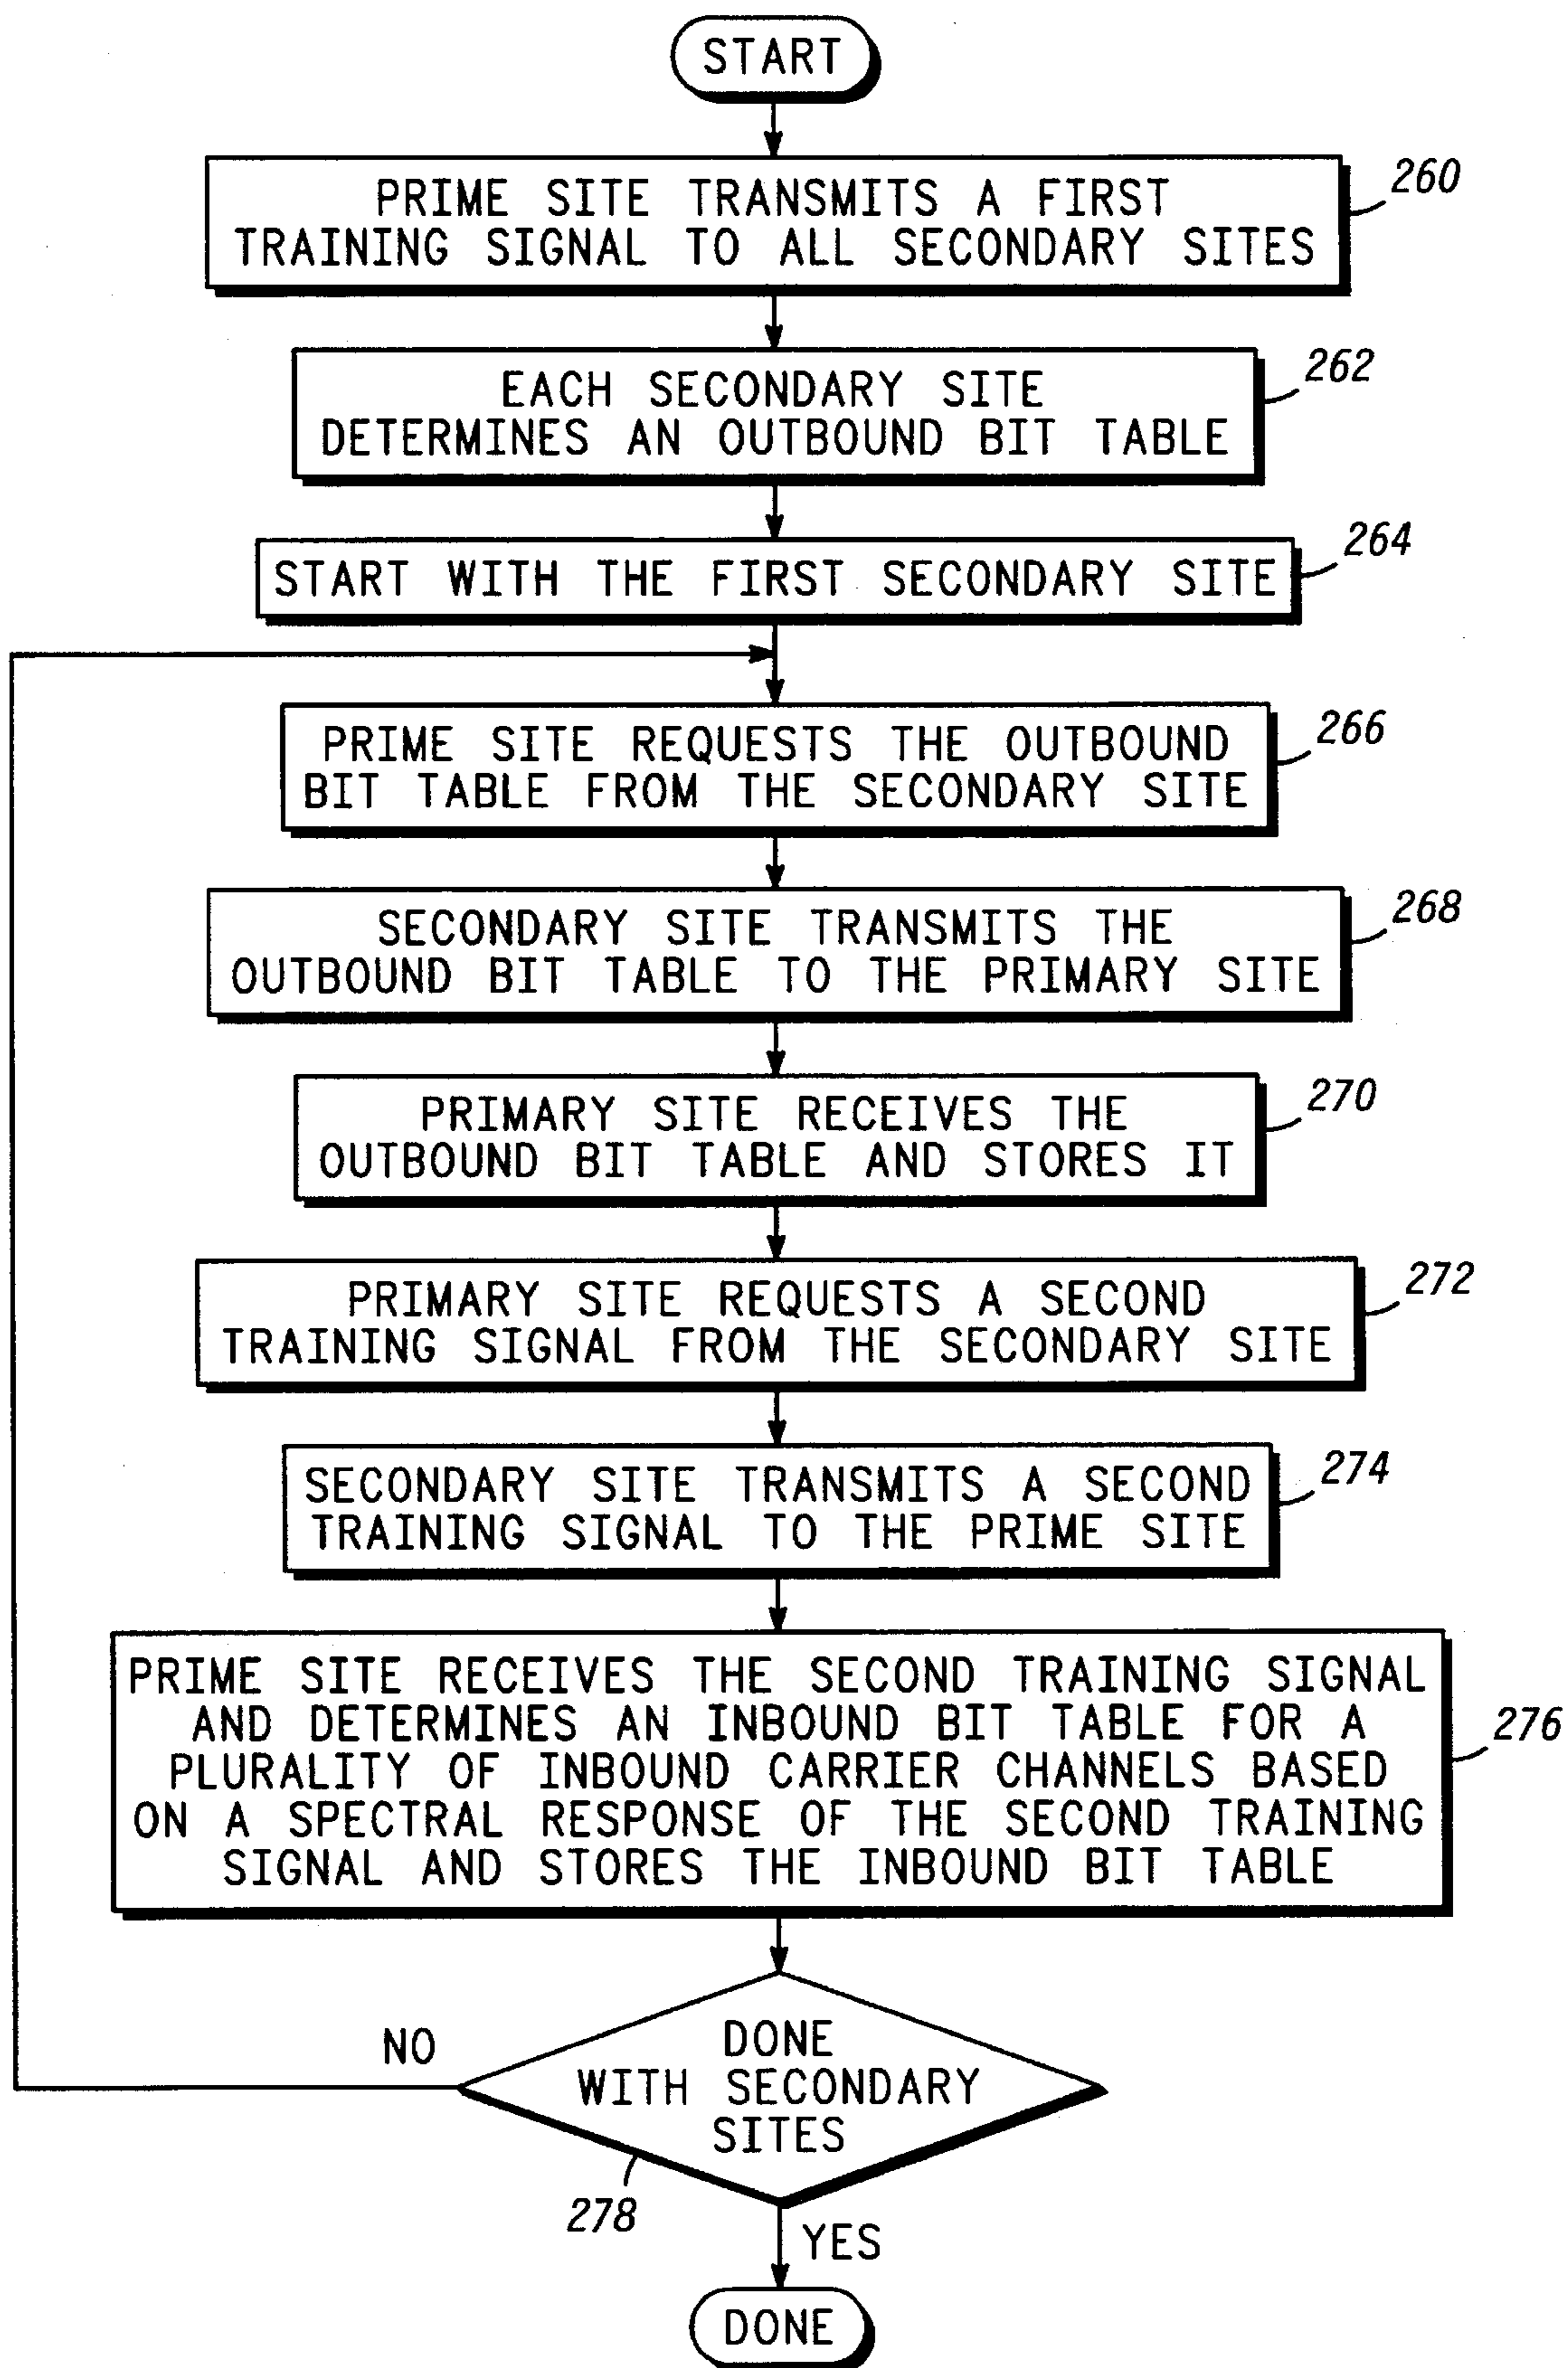 START
PRIME SITE TRANSMITS A FIRST
TRAINING SIGNAL TO ALL SECONDARY SITES
260
EACH SECONDARY SITE
DETERMINES AN OUTBOUND BIT TABLE
262
START WITH THE FIRST SECONDARY SITE
264
PRIME SITE REQUESTS THE OUTBOUND
BIT TABLE FROM THE SECONDARY SITE
266
SECONDARY SITE TRANSMITS THE
OUTBOUND BIT TABLE TO THE PRIMARY SITE
268
PRIMARY SITE RECEIVES THE
OUTBOUND BIT TABLE AND STORES IT
270
PRIMARY SITE REQUESTS A SECOND
TRAINING SIGNAL FROM THE SECONDARY SITE
272
SECONDARY SITE TRANSMITS A SECOND
TRAINING SIGNAL TO THE PRIME SITE
274
PRIME SITE RECEIVES THE SECOND TRAINING SIGNAL
AND DETERMINES AN INBOUND BIT TABLE FOR A
PLURALITY OF INBOUND CARRIER CHANNELS BASED
ON A SPECTRAL RESPONSE OF THE SECOND TRAINING
SIGNAL AND STORES THE INBOUND BIT TABLE
276
NO
DONE
WITH SECONDARY
SITES
278
YES
DONE